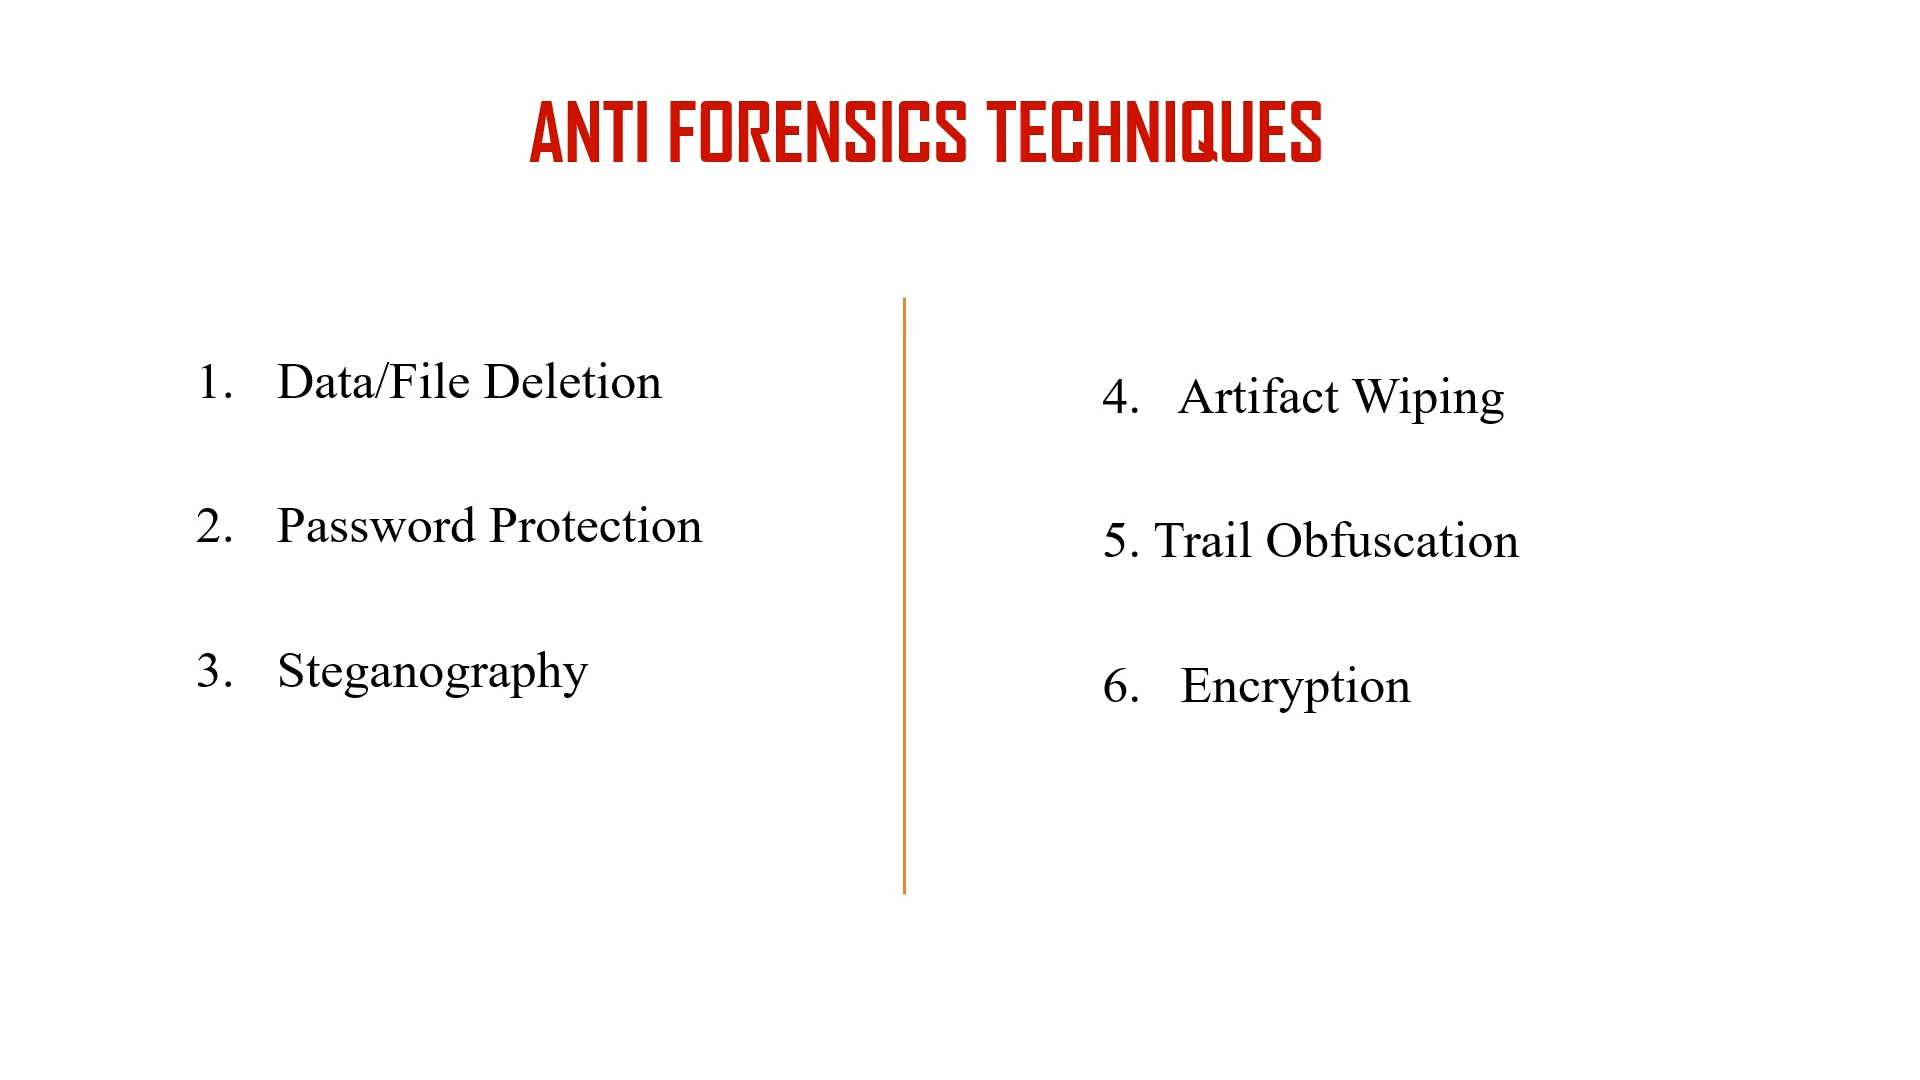 ANTI FORENSICS TECHNIQUES
1. Data/File Deletion
2. Password Protection
3. Steganography
4. Artifact Wiping
5. Trail Obfuscation
6. Encryption